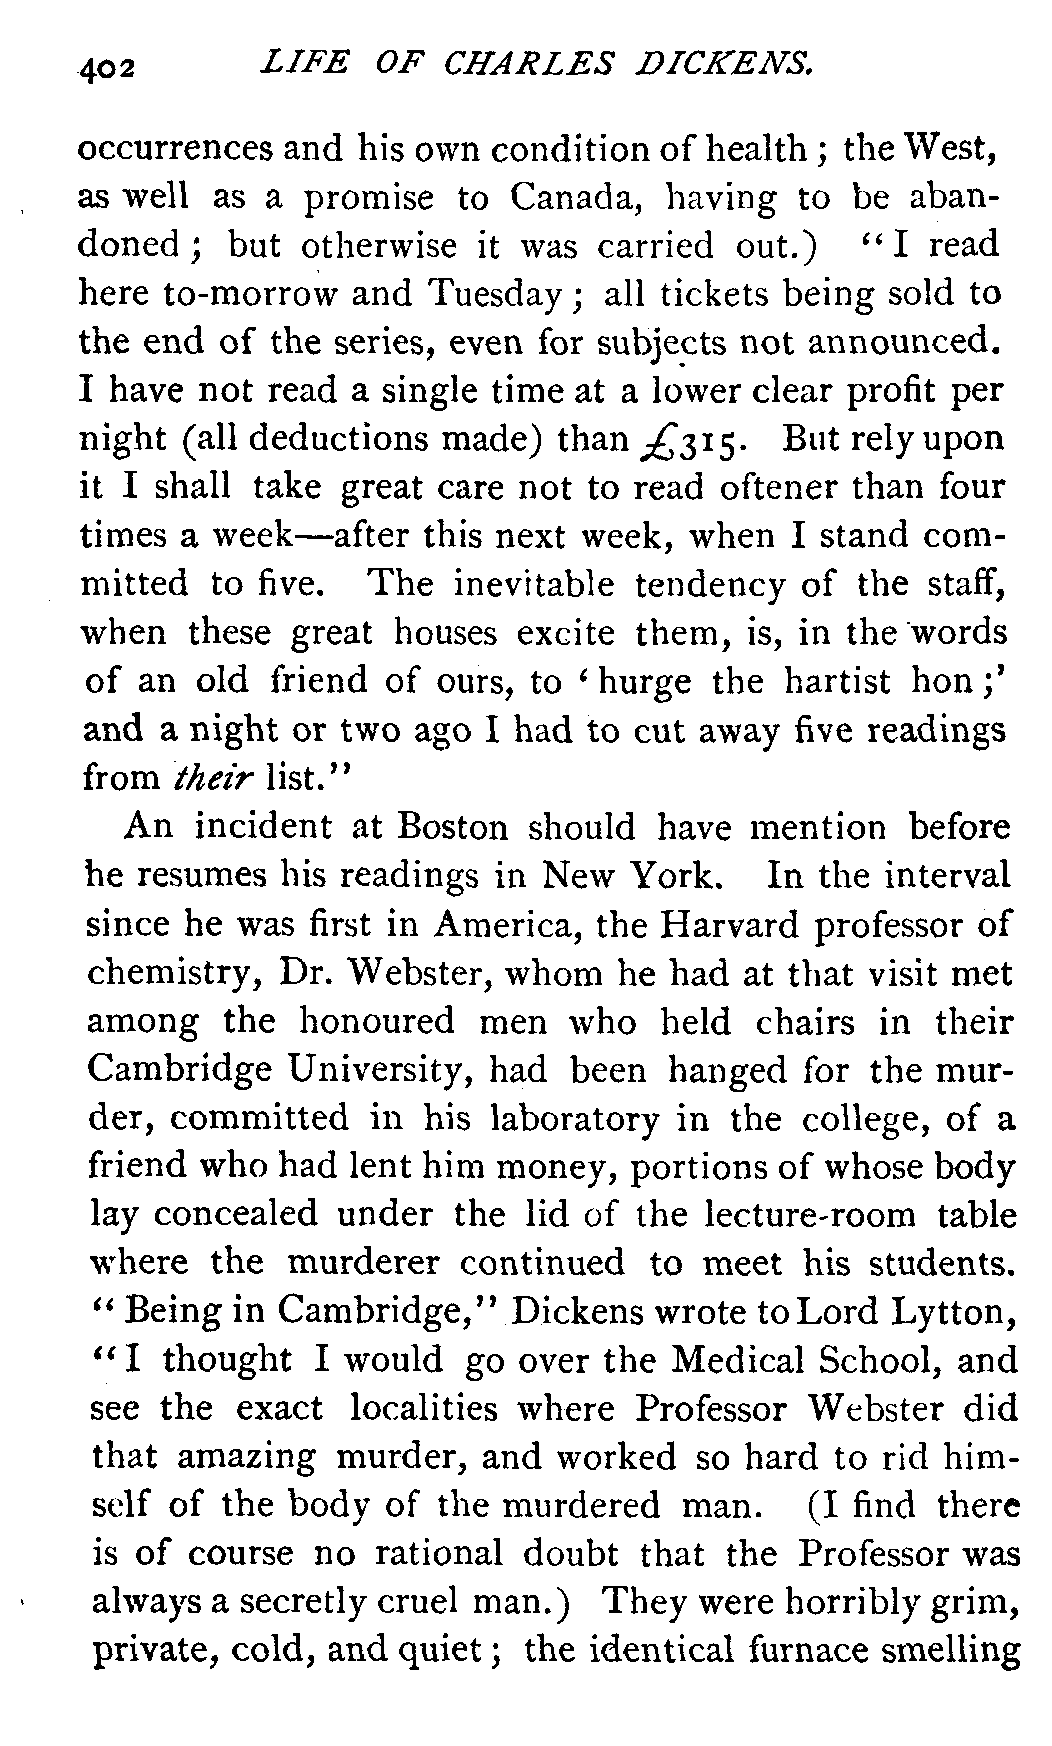 402 LIFE OF CHARLES DICKENS.
occurrences and his own condition of health ; the West,
as well as a promise to Canada, having to be aban-
doned ; but otherwise it was carried out.) “ I read
here to-morrow and Tuesday ; all tickets being sold to
the end of the series, even for subjects not announced.
I have not read a single time at a lower clear profit per
night (all deductions made) than £315. But rely upon
it I shall take great care not to read oftener than four
times a week—after this next week, when I stand com-
mitted to five. The inevitable tendency of the staff,
when these great houses excite them, is, in the words
of an old friend of ours, to ‘ hurge the hartist hon ;’
and a night or two ago I had to cut away five readings
from their list.”
An incident at Boston should have mention before
he resumes his readings in New York. In the interval
since he was first in America, the Harvard professor of
chemistry, Dr. Webster, whom he had at that visit met
among the honoured men who held chairs in their
Cambridge University, had been hanged for the mur-
der, committed in his laboratory in the college, of a
friend who had lent him money, portions of whose body
lay concealed under the lid of the lecture-room table
where the murderer continued to meet his students.
“ Being in Cambridge,” Dickens wrote to Lord Lytton,
“ I thought I would go over the Medical School, and
see the exact localities where Professor Webster did
that amazing murder, and worked so hard to rid him-
self of the body of the murdered man. (I find there
is of course no rational doubt that the Professor was
always a secretly cruel man.) They were horribly grim,
private, cold, and quiet ; the identical furnace smelling